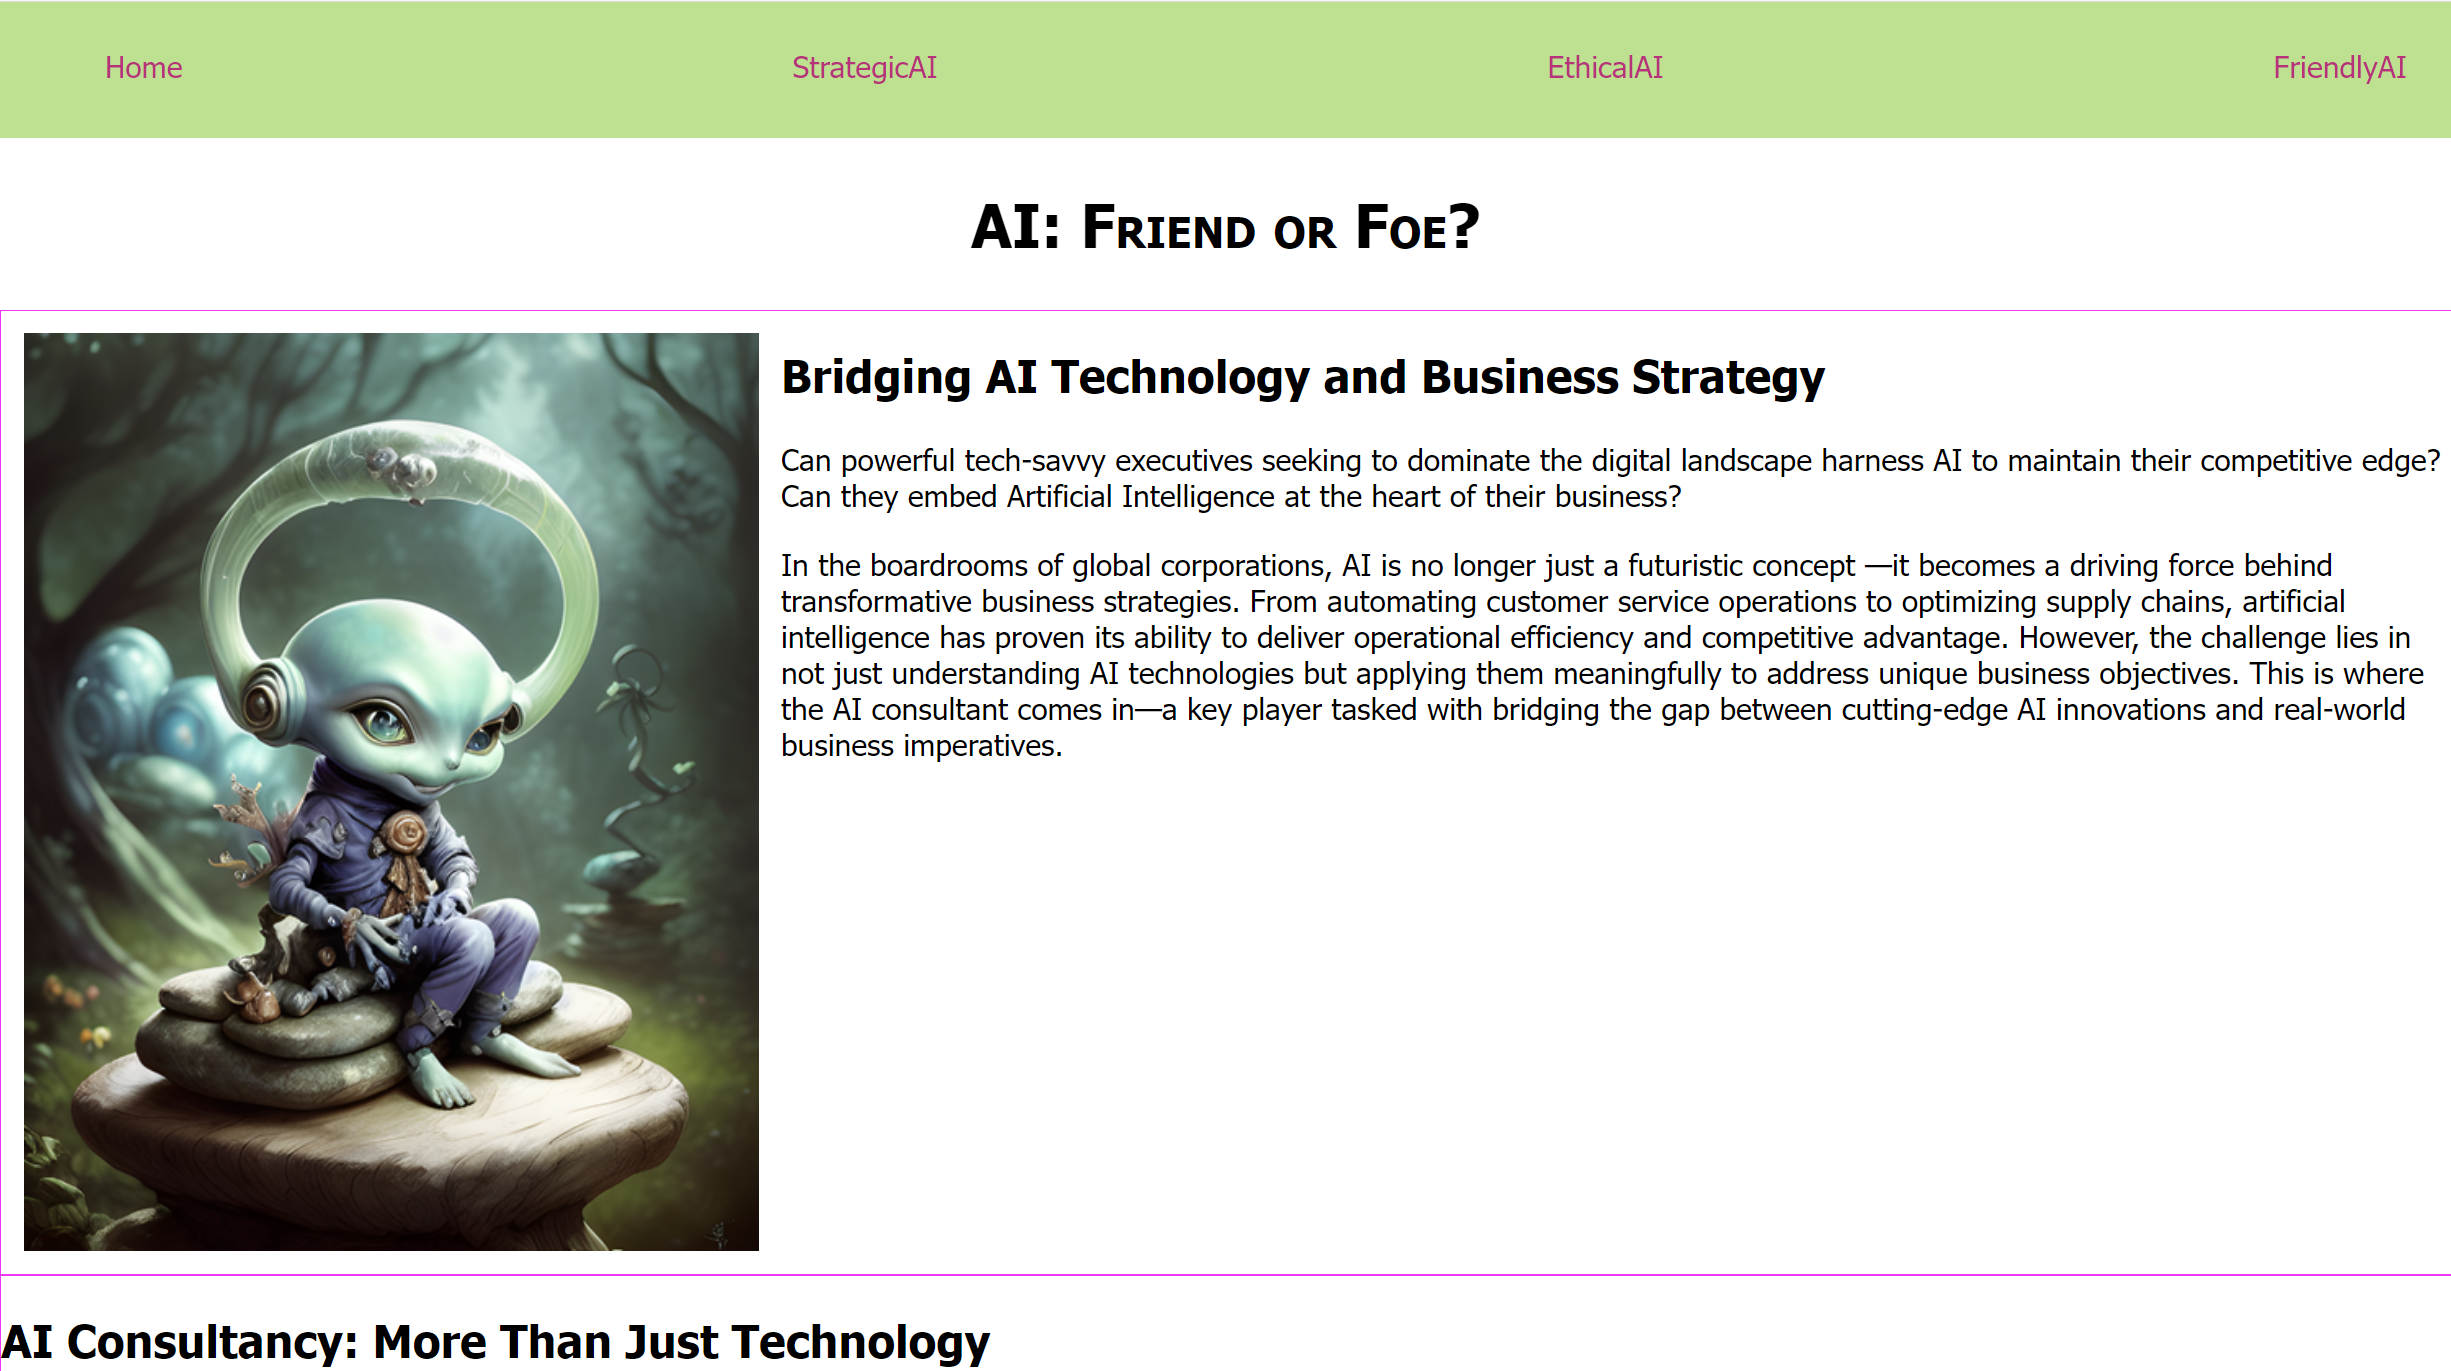 Home StrategicAI EthicalAI FriendlyAI
AI: Friend or Foe?
Bridging AI Technology and Business Strategy
Can powerful tech-savvy executives seeking to dominate the digital landscape harness AI to maintain their competitive edge?
Can they embed Artificial Intelligence at the heart of their business?
In the boardrooms of global corporations, AI is no longer just a futuristic concept —it becomes a driving force behind
transformative business strategies. From automating customer service operations to optimizing supply chains, artificial
intelligence has proven its ability to deliver operational efficiency and competitive advantage. However, the challenge lies in
not just understanding AI technologies but applying them meaningfully to address unique business objectives. This is where
the AI consultant comes in—a key player tasked with bridging the gap between cutting-edge AI innovations and real-world
business imperatives.
AI Consultancy: More Than Just Technology